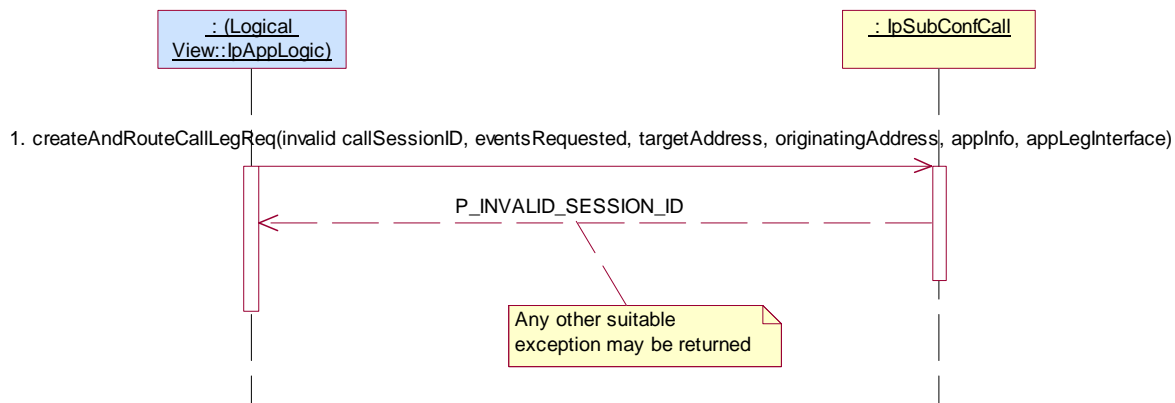 : (Logical
View::IpAppLogic)
: IpSubConfCall
1. createAndRouteCallLegReq(invalid callSessionID, eventsRequested, targetAddress, originatingAddress, appInfo, appLegInterface)
P_INVALID_SESSION_ID
Any other suitable
exception may be returned